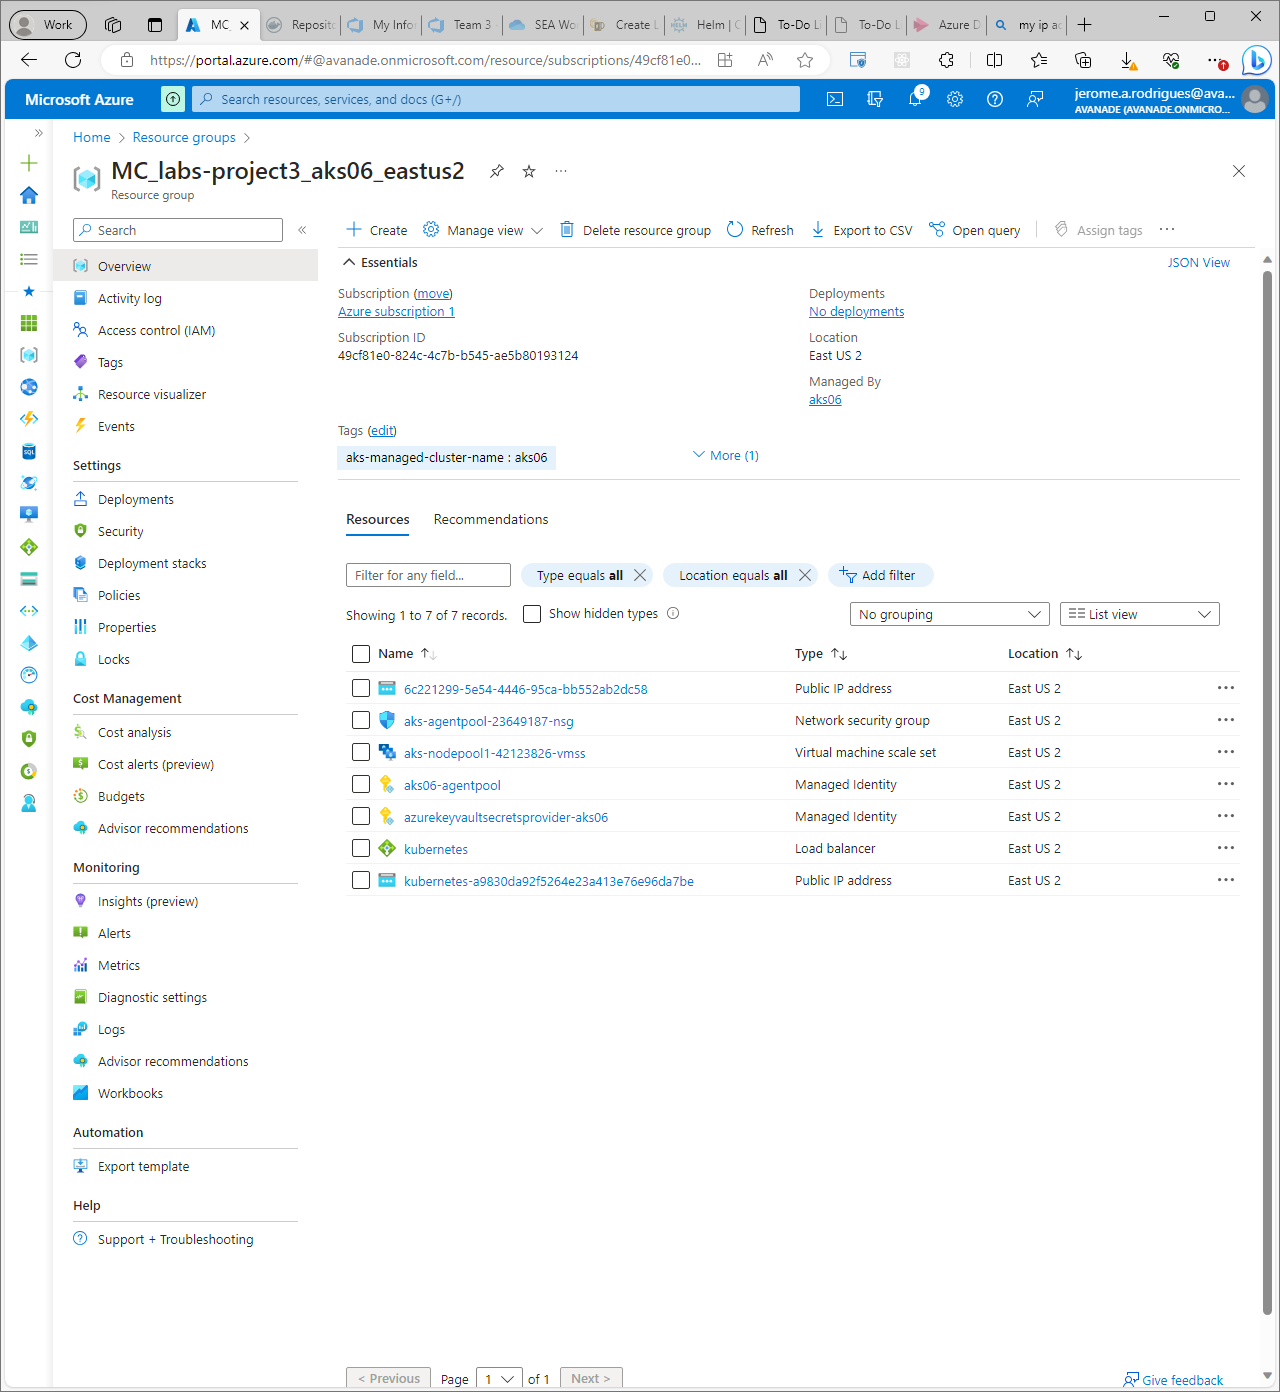 Work
MC_
Reposito
My Infor
Team 3 -
SEA Wo
Create L
Helm | C
To-Do Li
To-Do L
Azure D
my ip ad
https://portal.azure.com/#@avanade.onmicrosoft.com/resource/subscriptions/49cf81e0...
Microsoft Azure
Search resources, services, and docs (G+/)
9
jerome.a.rodrigues@ava...
AVANADE (AVANADE.ONMICRO...
Home
Resource groups
MC_labs-project3_aks06_eastus2
...
Resource group
Search
Create
Manage view
Delete resource group
Refresh
Export to CSV
Open query
Assign tags
...
Overview
Activity log
Access control (IAM)
Tags
Resource visualizer
Events
Settings
Deployments
Security
Deployment stacks
Policies
Properties
Locks
Cost Management
Cost analysis
Cost alerts (preview)
Budgets
Advisor recommendations
Monitoring
Insights (preview)
Alerts
Metrics
Diagnostic settings
Logs
Advisor recommendations
Workbooks
Automation
Export template
Help
Support + Troubleshooting
Essentials
JSON View
Subscription (move)
Azure subscription 1
Subscription ID
49cf81e0-824c-4c7b-b545-ae5b80193124
Deployments
No deployments
Location
East US 2
Managed By
aks06
Tags (edit)
aks-managed-cluster-name : aks06
More (1)
Resources
Recommendations
Filter for any field...
Type equals all
Location equals all
Add filter
Showing 1 to 7 of 7 records.
Show hidden types
No grouping
List view
Name
Type
Location
6c221299-5e54-4446-95ca-bb552ab2dc58 Public IP address East US 2
aks-agentpool-23649187-nsg Network security group East US 2
aks-nodepool1-42123826-vmss Virtual machine scale set East US 2
aks06-agentpool Managed Identity East US 2
azurekeyvaultsecretsprovider-aks06 Managed Identity East US 2
kubernetes Load balancer East US 2
kubernetes-a9830da92f5264e23a413e76e96da7be Public IP address East US 2
< Previous
Page 1 of 1
Next >
Give feedback